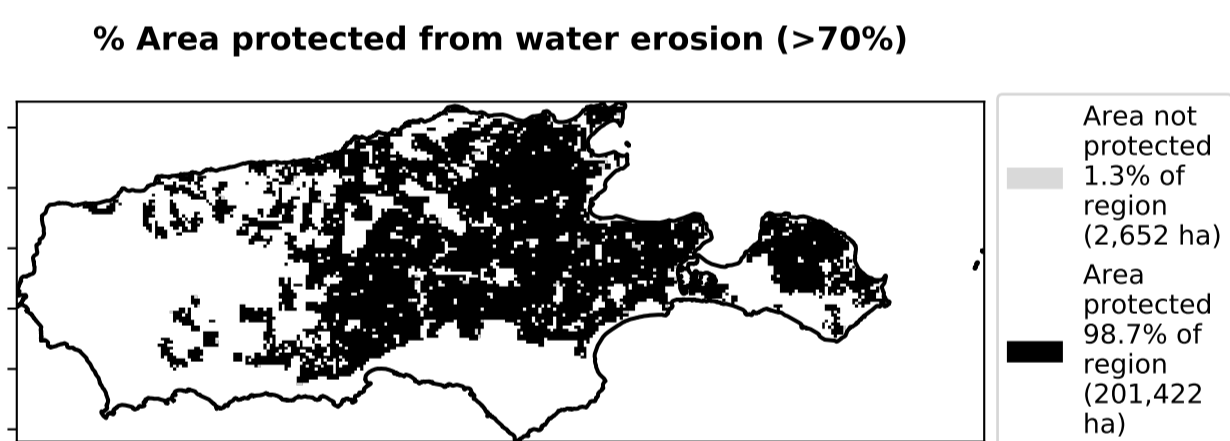 % Area protected from water erosion (>70%)
Area not
protected
1.3% of
region
(2,652 ha)
Area
protected
98.7% of
region
(201,422
ha)